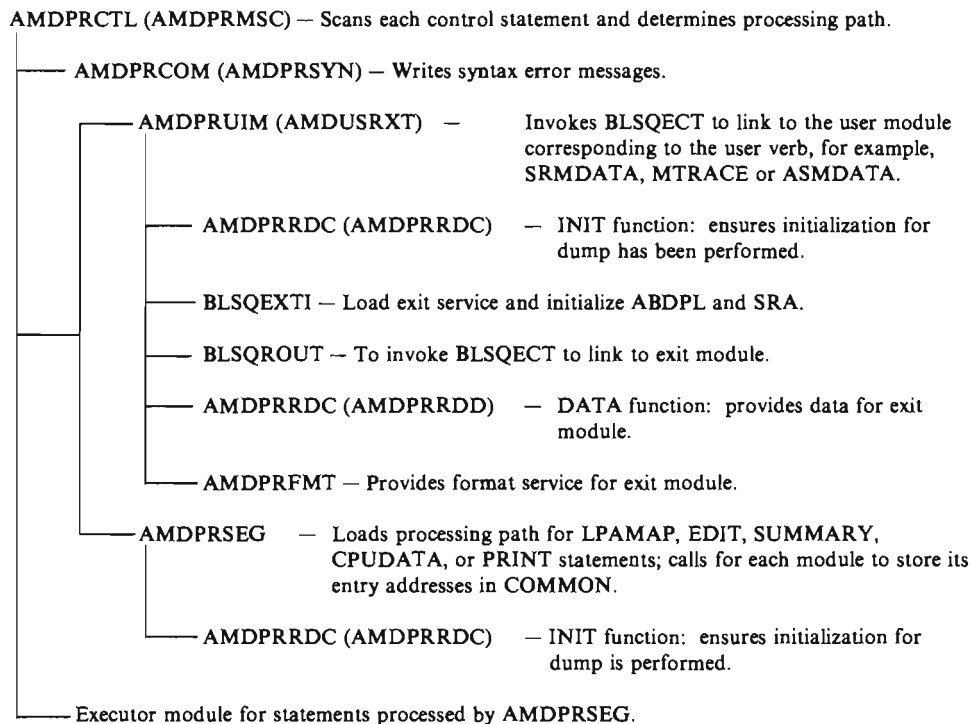 AMDPRCTL (AMDPRMSC) — Scans each control statement and determines processing path.
AMDPRCOM (AMDPRSYN) — Writes syntax error messages.
AMDPRUIM (AMDUSRXT) — Invokes BLSQECT to link to the user module
corresponding to the user verb, for example,
SRMDATA, MTRACE or ASMDATA.
AMDPRRDC (AMDPRRDC) — INIT function: ensures initialization for
dump has been performed.
BLSQEXTI — Load exit service and initialize ABDPL and SRA.
BLSQROUT — To invoke BLSQECT to link to exit module.
AMDPRRDC (AMDPRRDD) — DATA function: provides data for exit
module.
AMDPRFMT — Provides format service for exit module.
AMDPRSEG — Loads processing path for LPAMAP, EDIT, SUMMARY,
CPUDATA, or PRINT statements; calls for each module to store its
entry addresses in COMMON.
AMDPRRDC (AMDPRRDC) — INIT function: ensures initialization for
dump is performed.
Executor module for statements processed by AMDPRSEG.